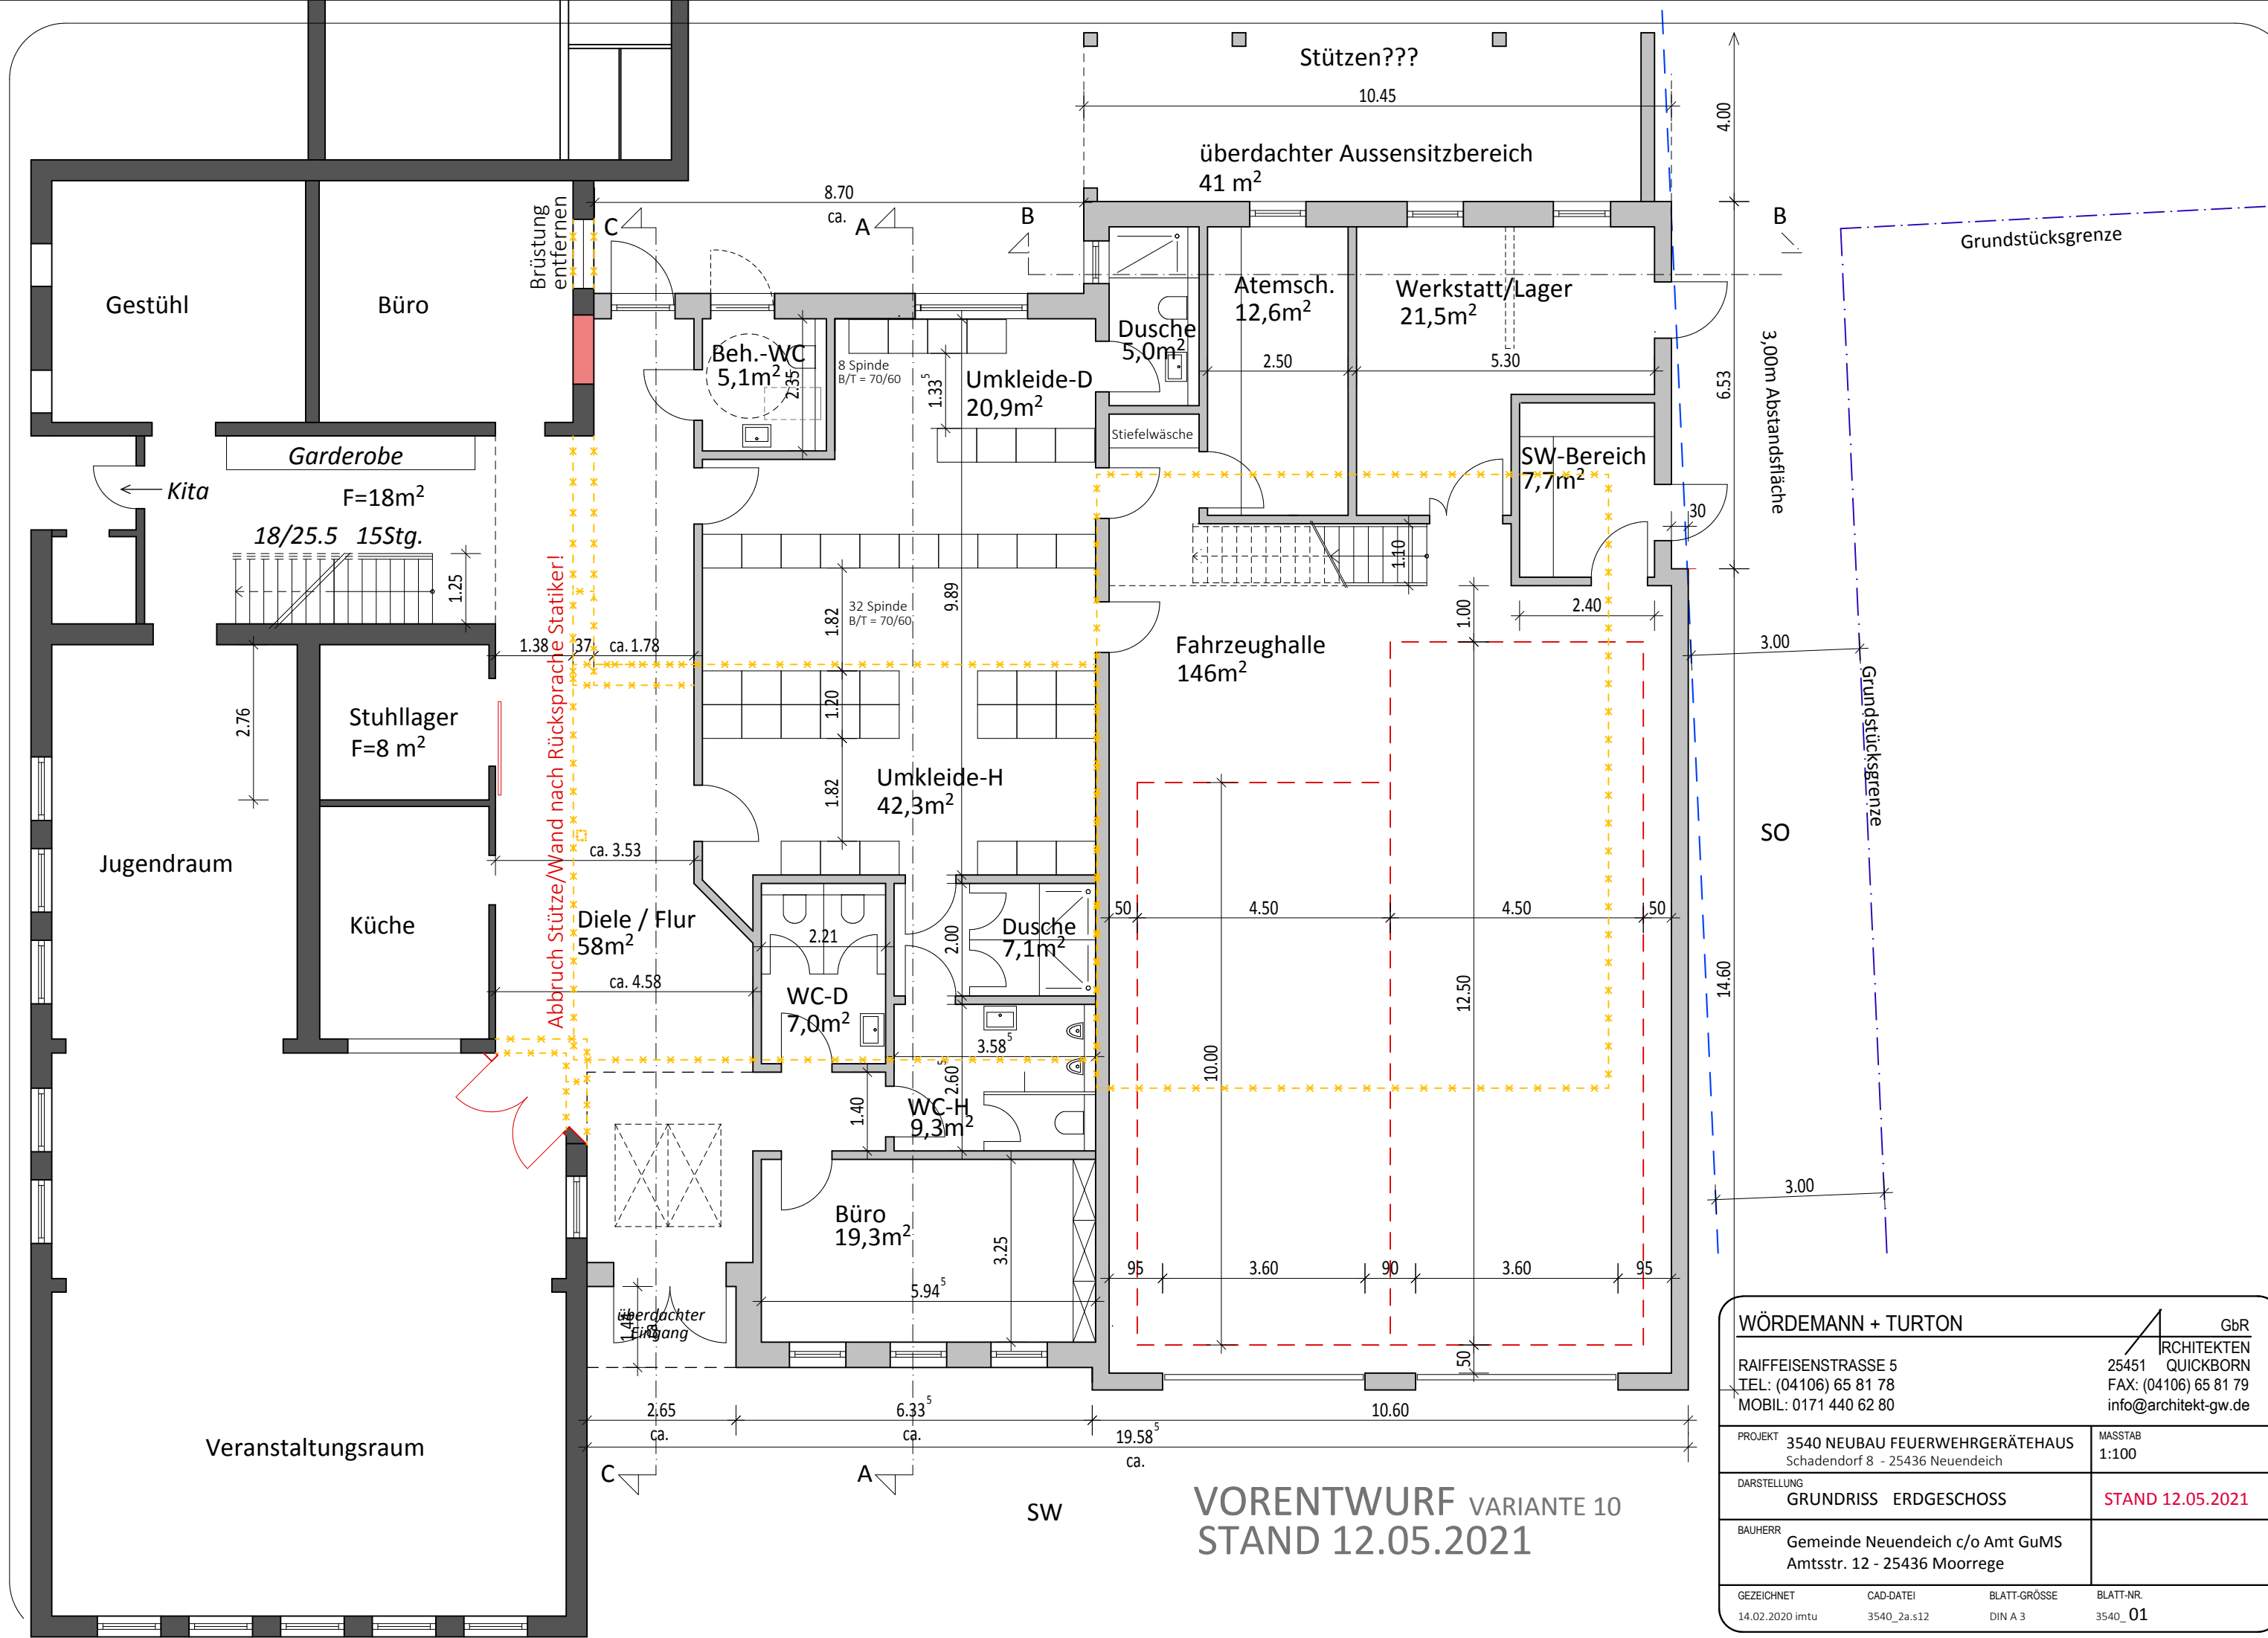 Stützen???
10.45
4.00
überdachter Aussensitzbereich
41 m²
8.70
ca.
C
A
B
B
Brüstung
entfernen
Grundstücksgrenze
Gestühl
Büro
Atemsch.
12,6m²
Werkstatt/Lager
21,5m²
Dusche
5,0m²
Beh.-WC
5,1m²
2.35
8 Spinde
B/T = 70/60
1.33⁵
Umkleide-D
20,9m²
2.50
5.30
6.53
3,00m Abstandsfläche
Stiefelwäsche
Garderobe
Kita
F=18m²
18/25.5 15Stg.
1.25
SW-Bereich
7,7m²
30
1.10
32 Spinde
B/T = 70/60
1.82
9.89
1.00
2.40
1.38
37
ca. 1.78
Fahrzeughalle
146m²
3.00
Abbruch Stütze/Wand nach Rücksprache Statiker!
2.76
Stuhllager
F=8 m²
1.20
Grundstücksgrenze
Umkleide-H
42,3m²
1.82
SO
Jugendraum
ca. 3.53
Küche
Diele / Flur
58m²
2.21
2.00
Dusche
7,1m²
50
4.50
4.50
50
ca. 4.58
WC-D
7,0m²
12.50
14.60
3.58⁵
10.00
2.60⁵
1.40
WC-H
9,3m²
3.00
Büro
19,3m²
3.25
95
3.60
90
3.60
95
5.94⁵
überdachter
Eingang
ca.
50
2.65
ca.
6.33⁵
ca.
10.60
19.58⁵
ca.
Veranstaltungsraum
C
A
SW
VORENTWURF VARIANTE 10
STAND 12.05.2021
WÖRDEMANN + TURTON
GbR
RCHITEKTEN
RAIFFEISENSTRASSE 5
25451 QUICKBORN
TEL: (04106) 65 81 78
FAX: (04106) 65 81 79
MOBIL: 0171 440 62 80
info@architekt-gw.de
PROJEKT
3540 NEUBAU FEUERWEHRGERÄTEHAUS
Schadendorf 8 - 25436 Neuendeich
MASSTAB
1:100
DARSTELLUNG
GRUNDRISS ERDGESCHOSS
STAND 12.05.2021
BAUHERR
Gemeinde Neuendeich c/o Amt GuMS
Amtsstr. 12 - 25436 Moorrege
GEZEICHNET
14.02.2020 imtu
CAD-DATEI
3540_2a.s12
BLATT-GRÖSSE
DIN A 3
BLATT-NR.
3540_ 01